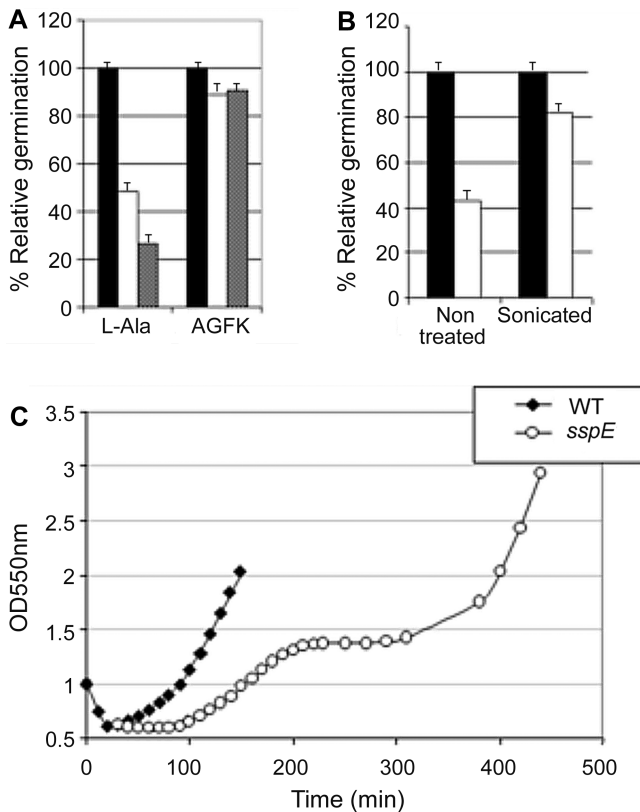 A
% Relative germination
120
100
80
60
40
20
0
L-Ala AGFK
B
% Relative germination
120
100
80
60
40
20
0
Non treated
Sonicated
C
OD550nm
3.5
3
2.5
2
1.5
1
0.5
0 100 200 300 400 500
Time (min)
WT
sspE